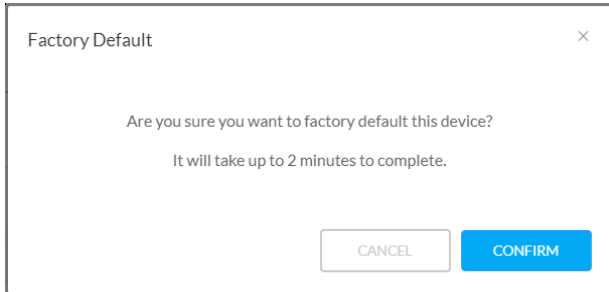 Factory Default
Are you sure you want to factory default this device?
It will take up to 2 minutes to complete.
CANCEL
CONFIRM